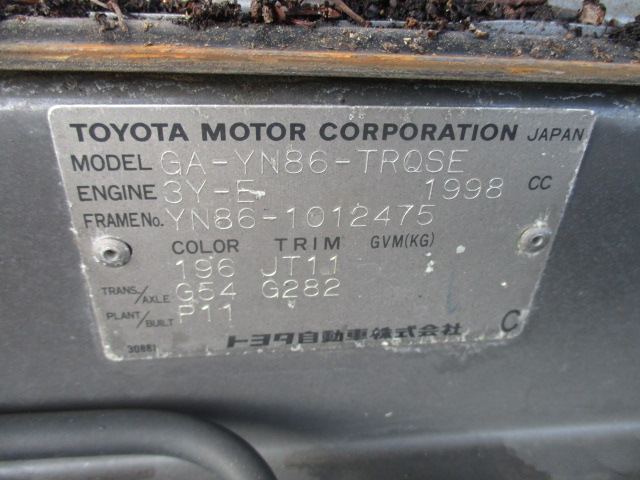 TOYOTA MOTOR CORPORATION JAPAN
MODEL GA-YN86-TRQSE
ENGINE 3Y-E 1998 CC
FRAME No. YN86-1012475
COLOR TRIM GVM(KG)
196 JT11
TRANS./AXLE G54 G282
PLANT/BUILT P11
30881 トヨタ自動車株式会社 C